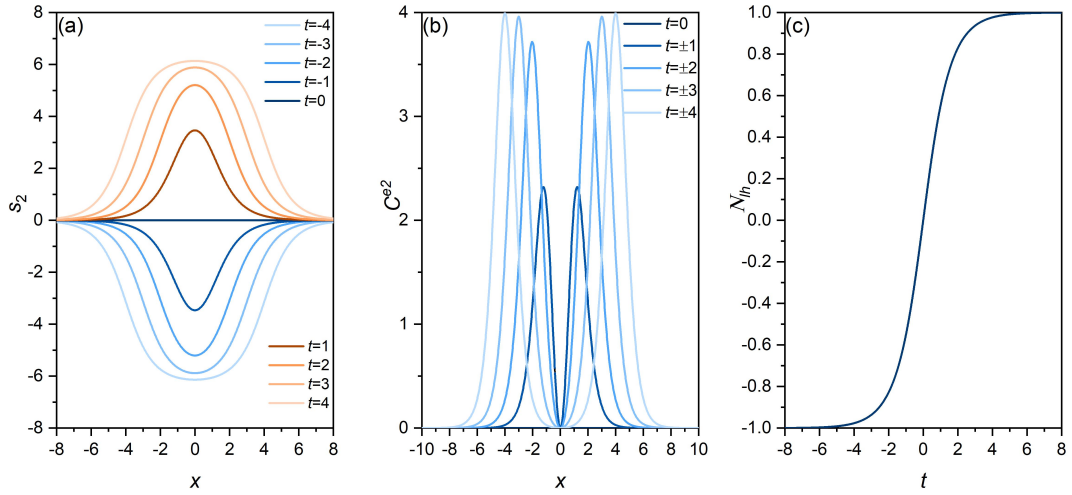 (a)
t=-4
t=-3
t=-2
t=-1
t=0
t=1
t=2
t=3
t=4
8
6
4
2
0
-2
-4
-6
-8
s2
-8 -6 -4 -2 0 2 4 6 8
x
(b)
t=0
t=±1
t=±2
t=±3
t=±4
4
3
2
1
0
C^e2
-10 -8 -6 -4 -2 0 2 4 6 8 10
x
(c)
1.0
0.8
0.6
0.4
0.2
0.0
-0.2
-0.4
-0.6
-0.8
-1.0
N_lh
-8 -6 -4 -2 0 2 4 6 8
t